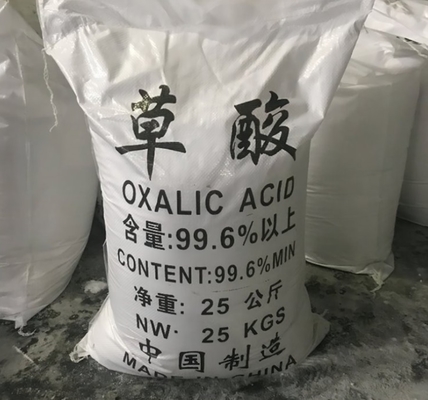 草酸
OXALIC ACID
含量:99.6%以上
CONTENT:99.6%MIN
净重: 25 公斤
NW· 25 KGS
中国制造
MADE IN CHINA